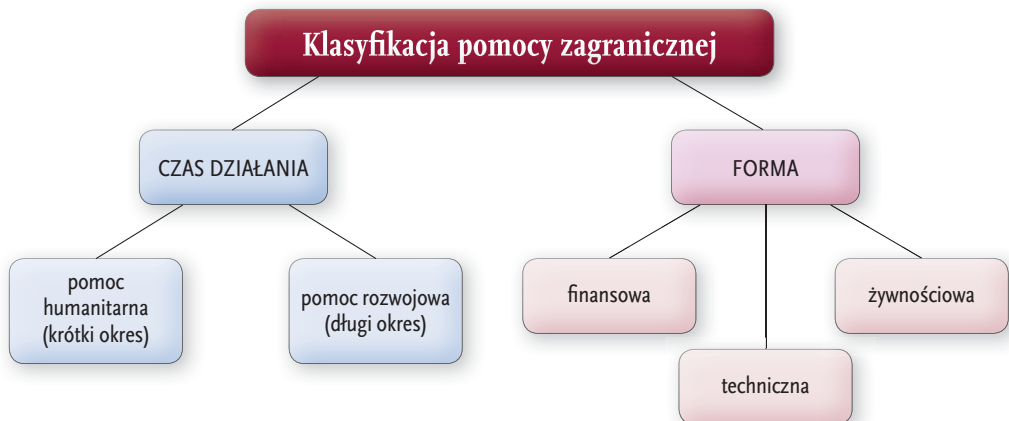 Klasyfikacja pomocy zagranicznej
CZAS DZIAŁANIA
FORMA
pomoc
humanitarna
(krótki okres)
pomoc rozwojowa
(długi okres)
finansowa
techniczna
żywnościowa